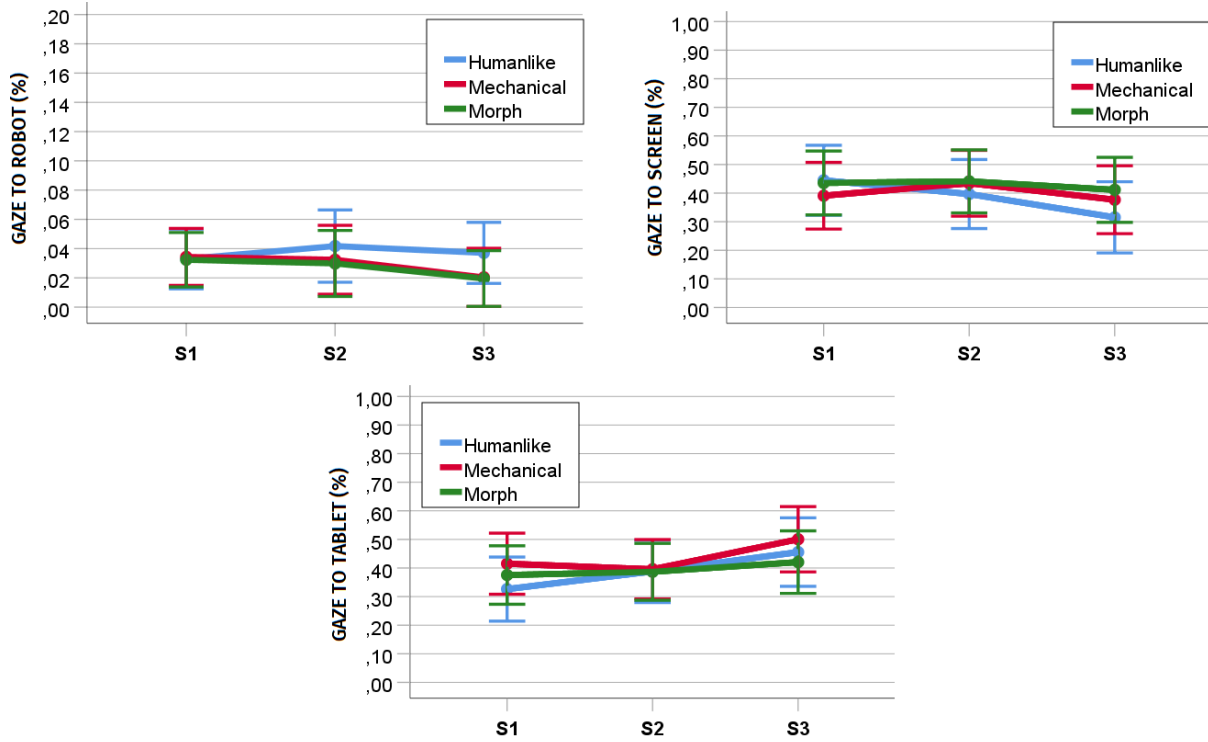 GAZE TO ROBOT (%)
,20
,18
,16
,14
,12
,10
,08
,06
,04
,02
,00
Humanlike
Mechanical
Morph
S1 S2 S3
GAZE TO SCREEN (%)
1,00
,90
,80
,70
,60
,50
,40
,30
,20
,10
,00
Humanlike
Mechanical
Morph
S1 S2 S3
GAZE TO TABLET (%)
1,00
,90
,80
,70
,60
,50
,40
,30
,20
,10
,00
Humanlike
Mechanical
Morph
S1 S2 S3